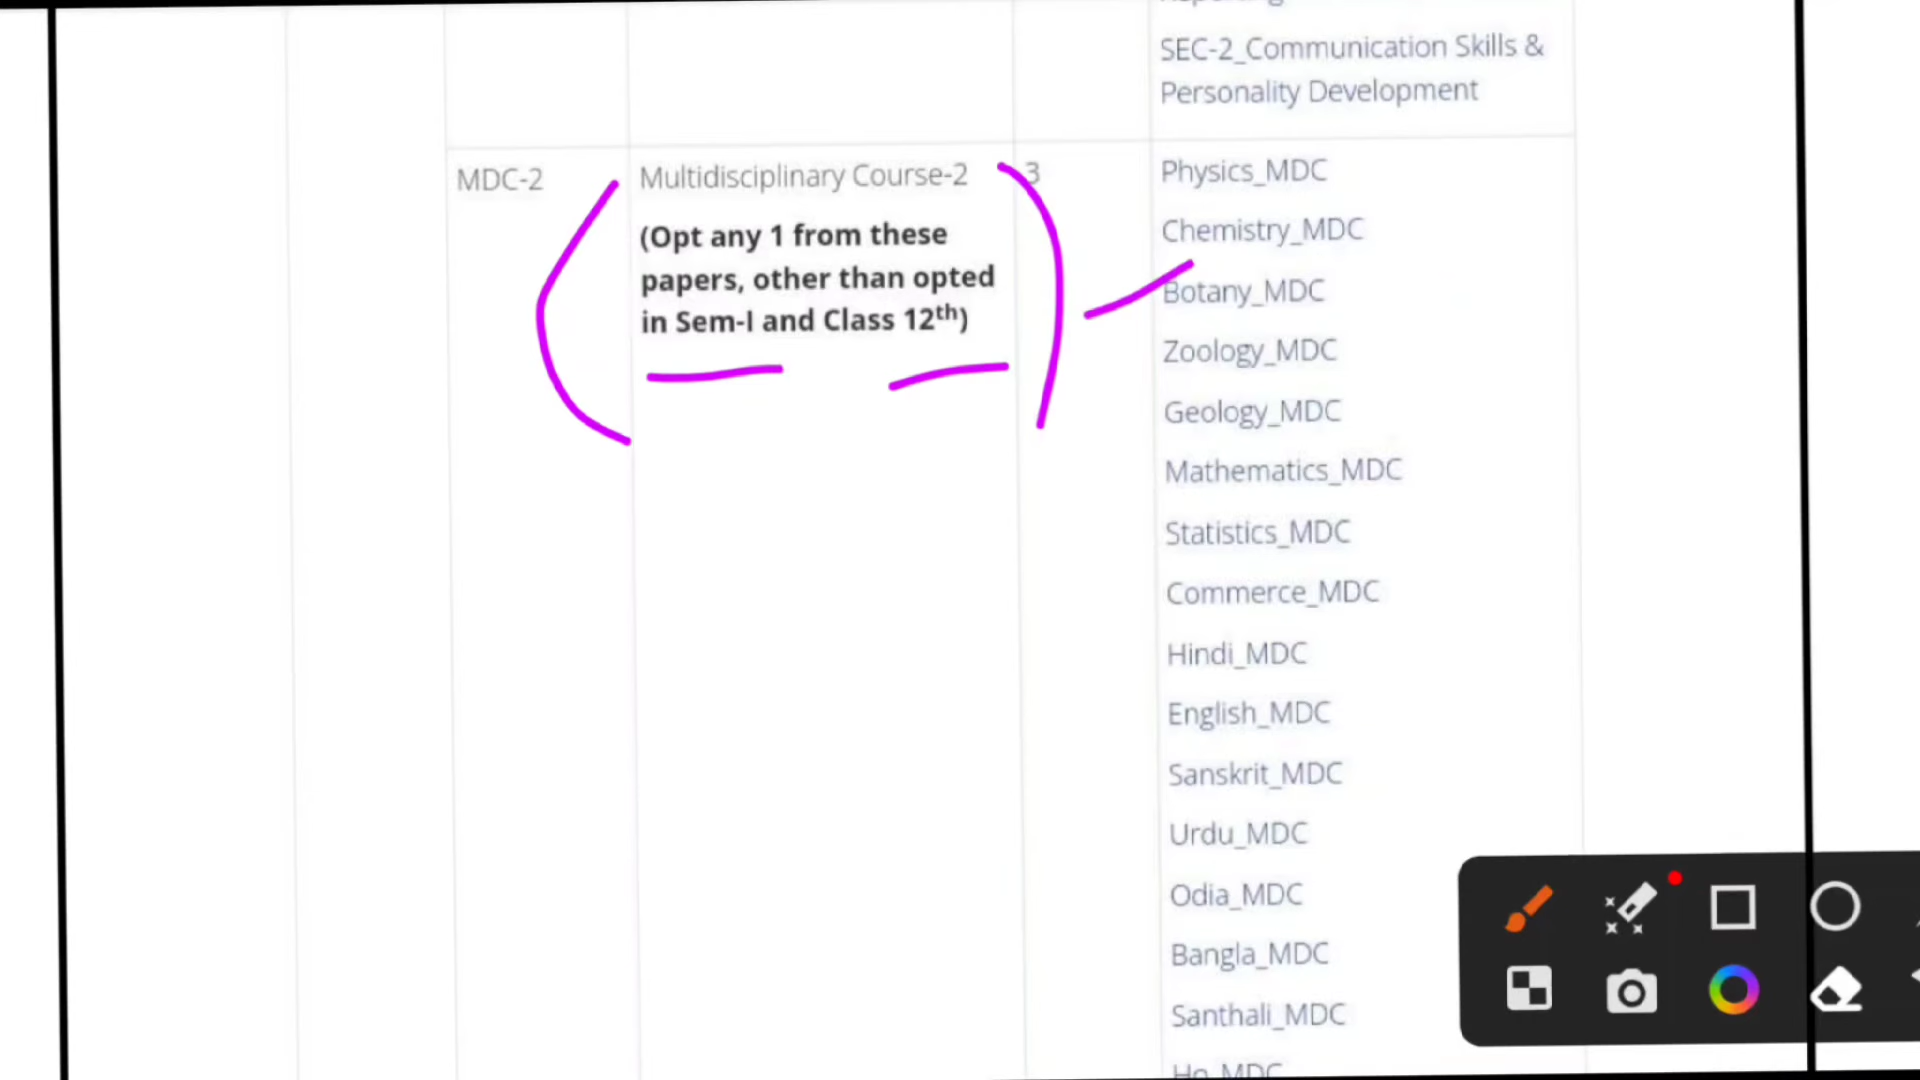 SEC-2_Communication Skills &
Personality Development
MDC-2
Multidisciplinary Course-2
(Opt any 1 from these
papers, other than opted
in Sem-I and Class 12th)
3
Physics_MDC
Chemistry_MDC
Botany_MDC
Zoology_MDC
Geology_MDC
Mathematics_MDC
Statistics_MDC
Commerce_MDC
Hindi_MDC
English_MDC
Sanskrit_MDC
Urdu_MDC
Odia_MDC
Bangla_MDC
Santhali_MDC
Ho_MDC